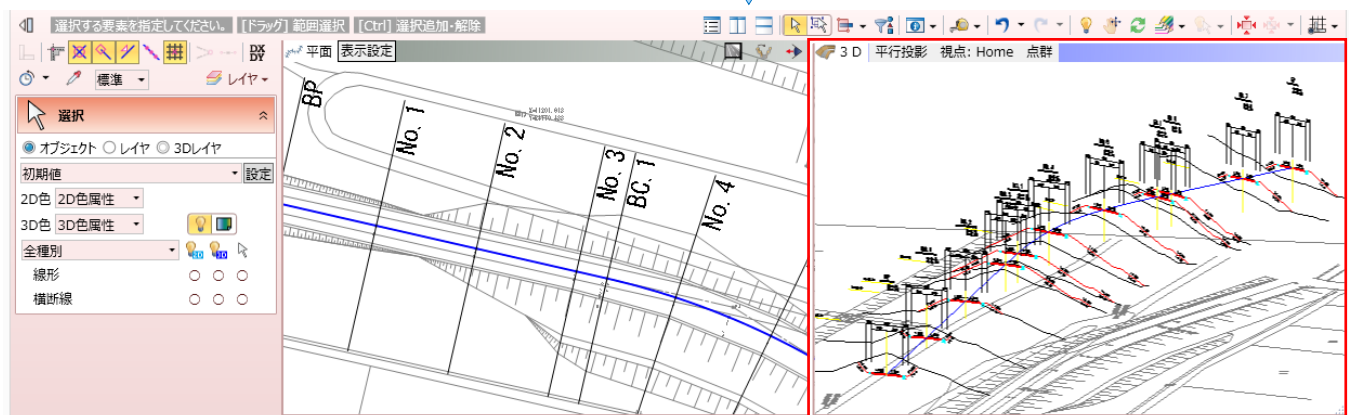 選択する要素を指定してください。 [ドラッグ] 範囲選択 [Ctrl] 選択追加・解除
DX
DY
標準
レイヤ
選択
オブジェクト レイヤ 3Dレイヤ
初期値 設定
2D色 2D色属性
3D色 3D色属性
全種別
2D 3D
線形
横断線
平面 表示設定
BP
No. 1
No. 2
No. 3
BC. 1
No. 4
3 D 平行投影 視点: Home 点群